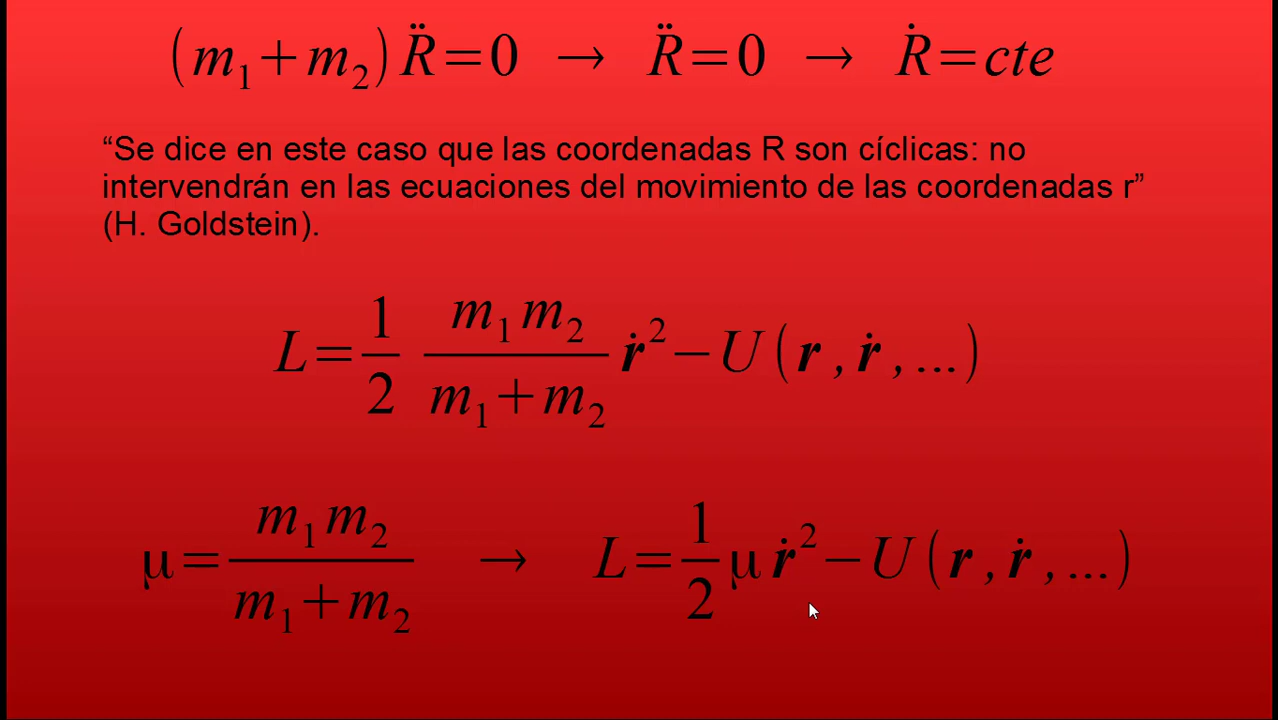 (m₁+m₂)R̈=0 → R̈=0 → Ṙ=cte
“Se dice en este caso que las coordenadas R son cíclicas: no
intervendrán en las ecuaciones del movimiento de las coordenadas r”
(H. Goldstein).
L=1/2 m₁m₂/(m₁+m₂) ṙ²−U(r,ṙ,...)
μ=m₁m₂/(m₁+m₂) → L=1/2 μṙ²−U(r,ṙ,...)